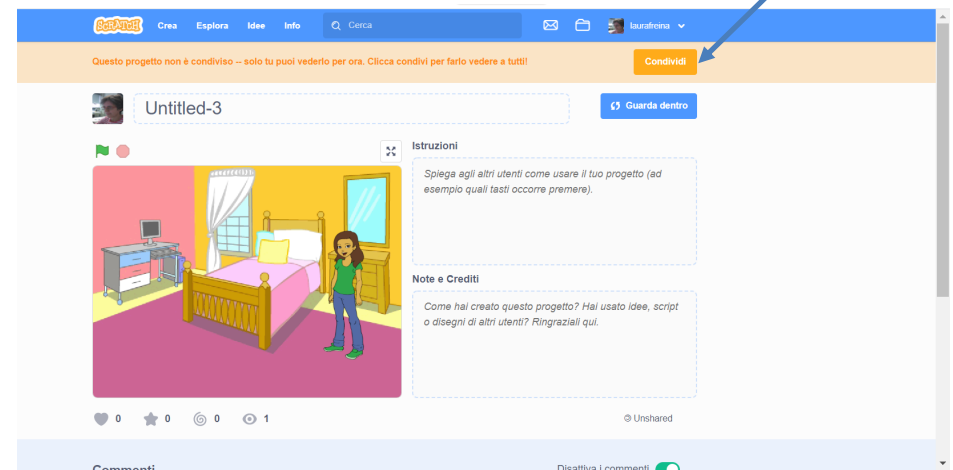 SCRATCH Crea Esplora Idee Info Cerca laurafreina
Questo progetto non è condiviso -- solo tu puoi vederlo per ora. Clicca condivi per farlo vedere a tutti!
Condividi
Untitled-3
Guarda dentro
Istruzioni
Spiega agli altri utenti come usare il tuo progetto (ad
esempio quali tasti occorre premere).
Note e Crediti
Come hai creato questo progetto? Hai usato idee, script
o disegni di altri utenti? Ringraziali qui.
0 0 0 1
Unshared
Commenti
Disattiva i commenti